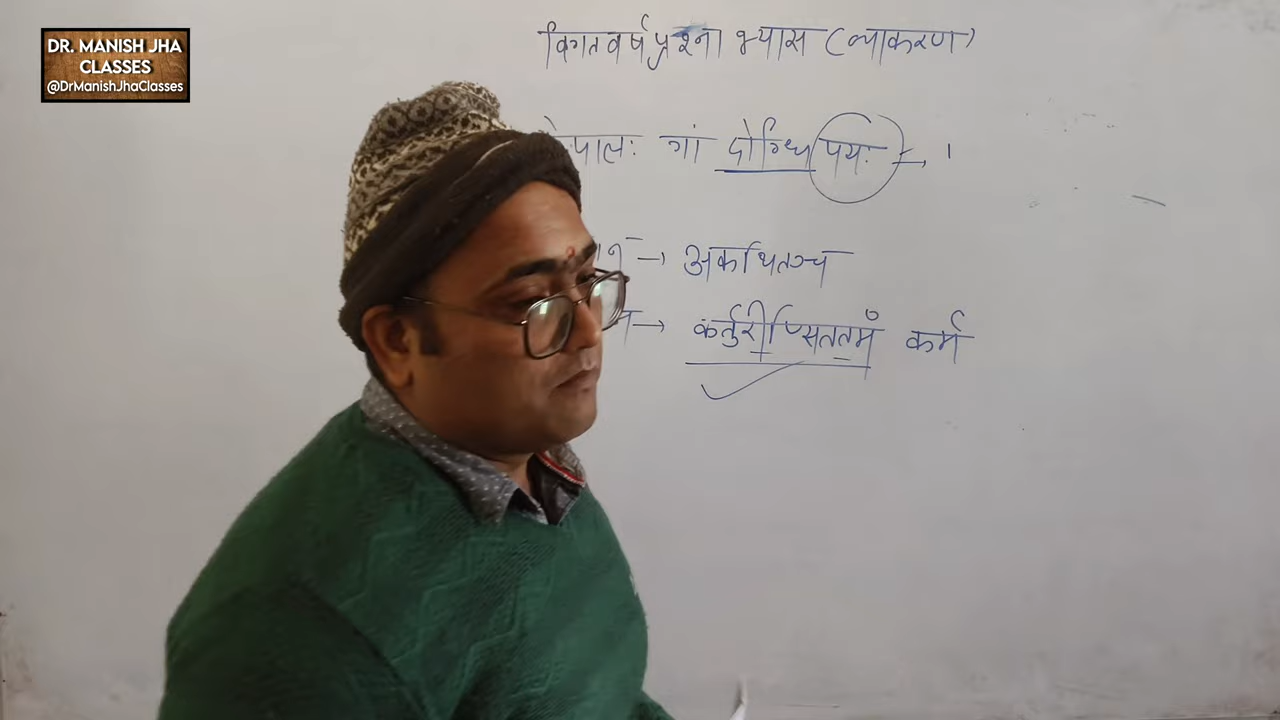 DR. MANISH JHA
CLASSES
@DrManishJhaClasses
विगतवर्षप्रश्नाभ्यास (व्याकरण)
पालः गां दोग्धि पयः → ।
→ अकथितञ्च
→ कर्तुरीप्सिततमं कर्म